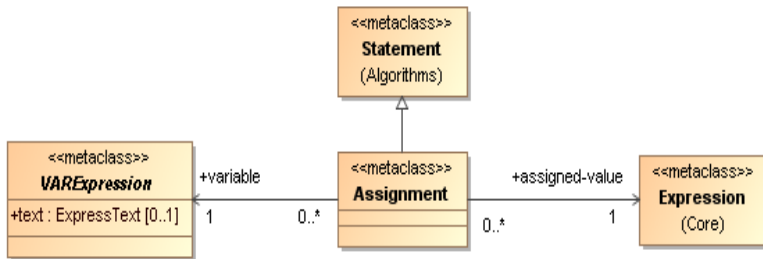 <<metaclass>>
Statement
(Algorithms)
<<metaclass>>
VARExpression
+text : ExpressText [0..1]
+variable
1
0..*
<<metaclass>>
Assignment
+assigned-value
0..*
1
<<metaclass>>
Expression
(Core)